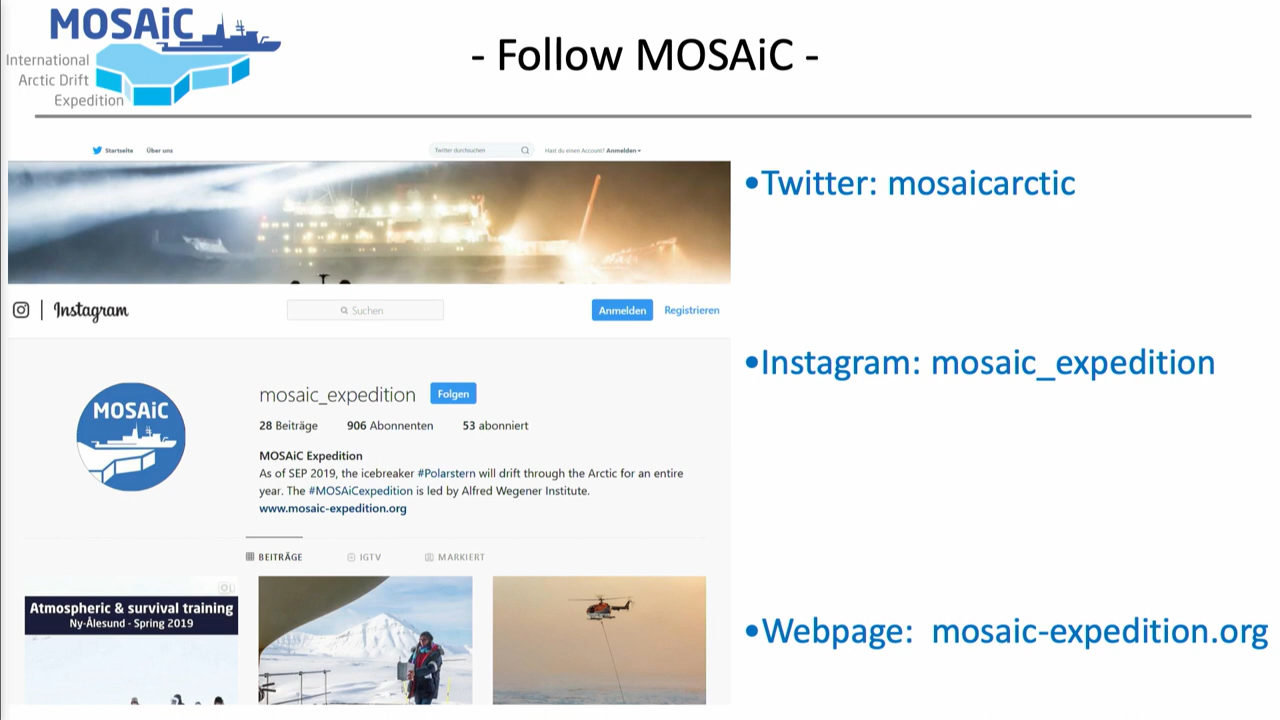 MOSAiC
International
Arctic Drift
Expedition
- Follow MOSAiC -
Startseite Über uns Twitter durchsuchen Hast du einen Account? Anmelden
•Twitter: mosaicarctic
Instagram Suchen Anmelden Registrieren
•Instagram: mosaic_expedition
MOSAiC
mosaic_expedition Folgen
28 Beiträge 906 Abonnenten 53 abonniert
MOSAiC Expedition
As of SEP 2019, the icebreaker #Polarstern will drift through the Arctic for an entire
year. The #MOSAiCexpedition is led by Alfred Wegener Institute.
www.mosaic-expedition.org
BEITRÄGE IGTV MARKIERT
Atmospheric & survival training
Ny-Ålesund - Spring 2019
•Webpage: mosaic-expedition.org